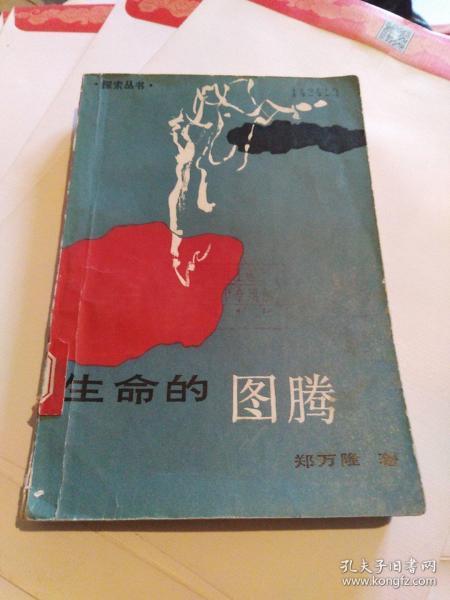 ·探索丛书·
生命的 图腾
郑万隆 著
孔夫子旧书网
www.kongfz.com